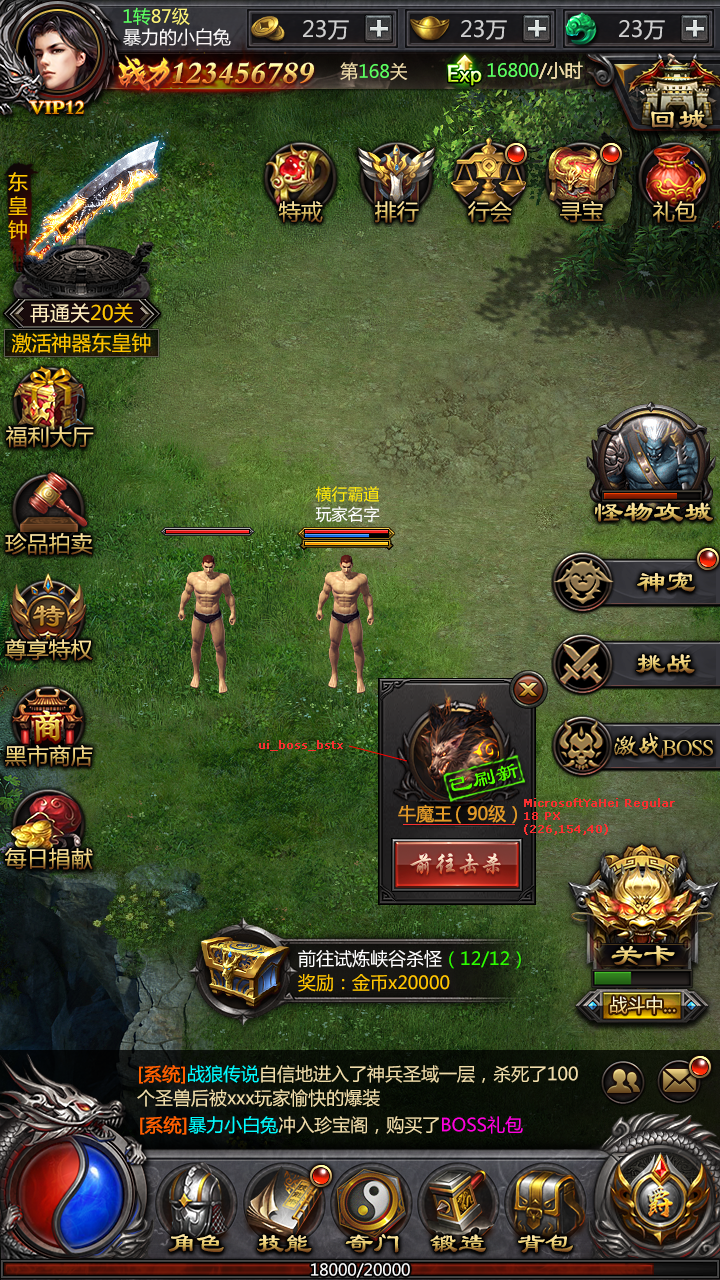 1转87级
暴力的小白兔
23万
23万
23万
VIP12
战力123456789
第168关
Exp 16800/小时
回城
特戒
排行
行会
寻宝
礼包
东皇钟
再通关20关
激活神器东皇钟
福利大厅
珍品拍卖
特
尊享特权
商
黑市商店
每日捐献
横行霸道
玩家名字
怪物攻城
神宠
挑战
激战BOSS
ui_boss_bstx
已刷新
牛魔王（90级）
MicrosoftYaHei Regular
18 PX
(226,154,40)
前往击杀
关卡
战斗中...
前往试炼峡谷杀怪（12/12）
奖励：金币x20000
[系统]战狼传说自信地进入了神兵圣域一层，杀死了100
个圣兽后被xxx玩家愉快的爆装
[系统]暴力小白兔冲入珍宝阁，购买了BOSS礼包
角色
技能
奇门
锻造
背包
爵
18000/20000